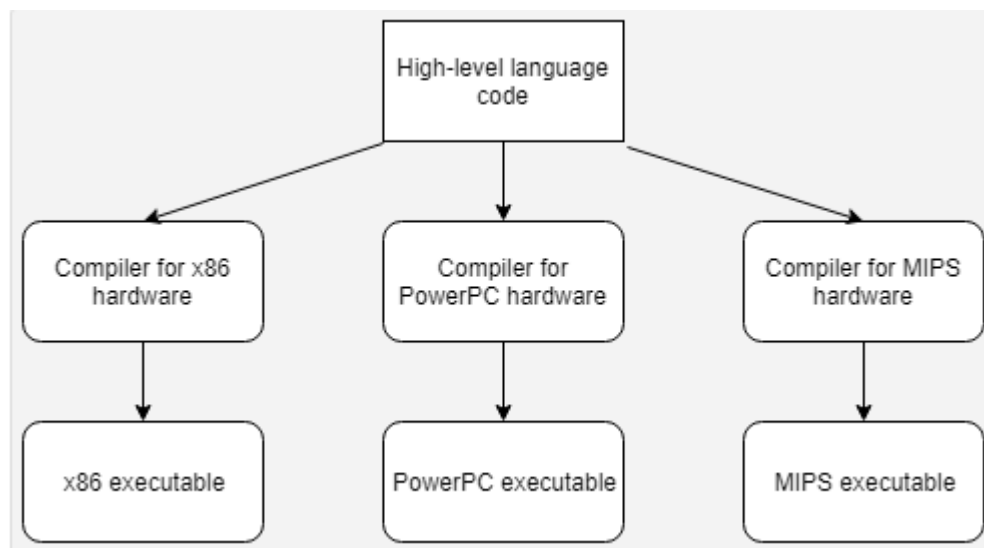 High-level language
code
Compiler for x86
hardware
Compiler for
PowerPC hardware
Compiler for MIPS
hardware
x86 executable
PowerPC executable
MIPS executable